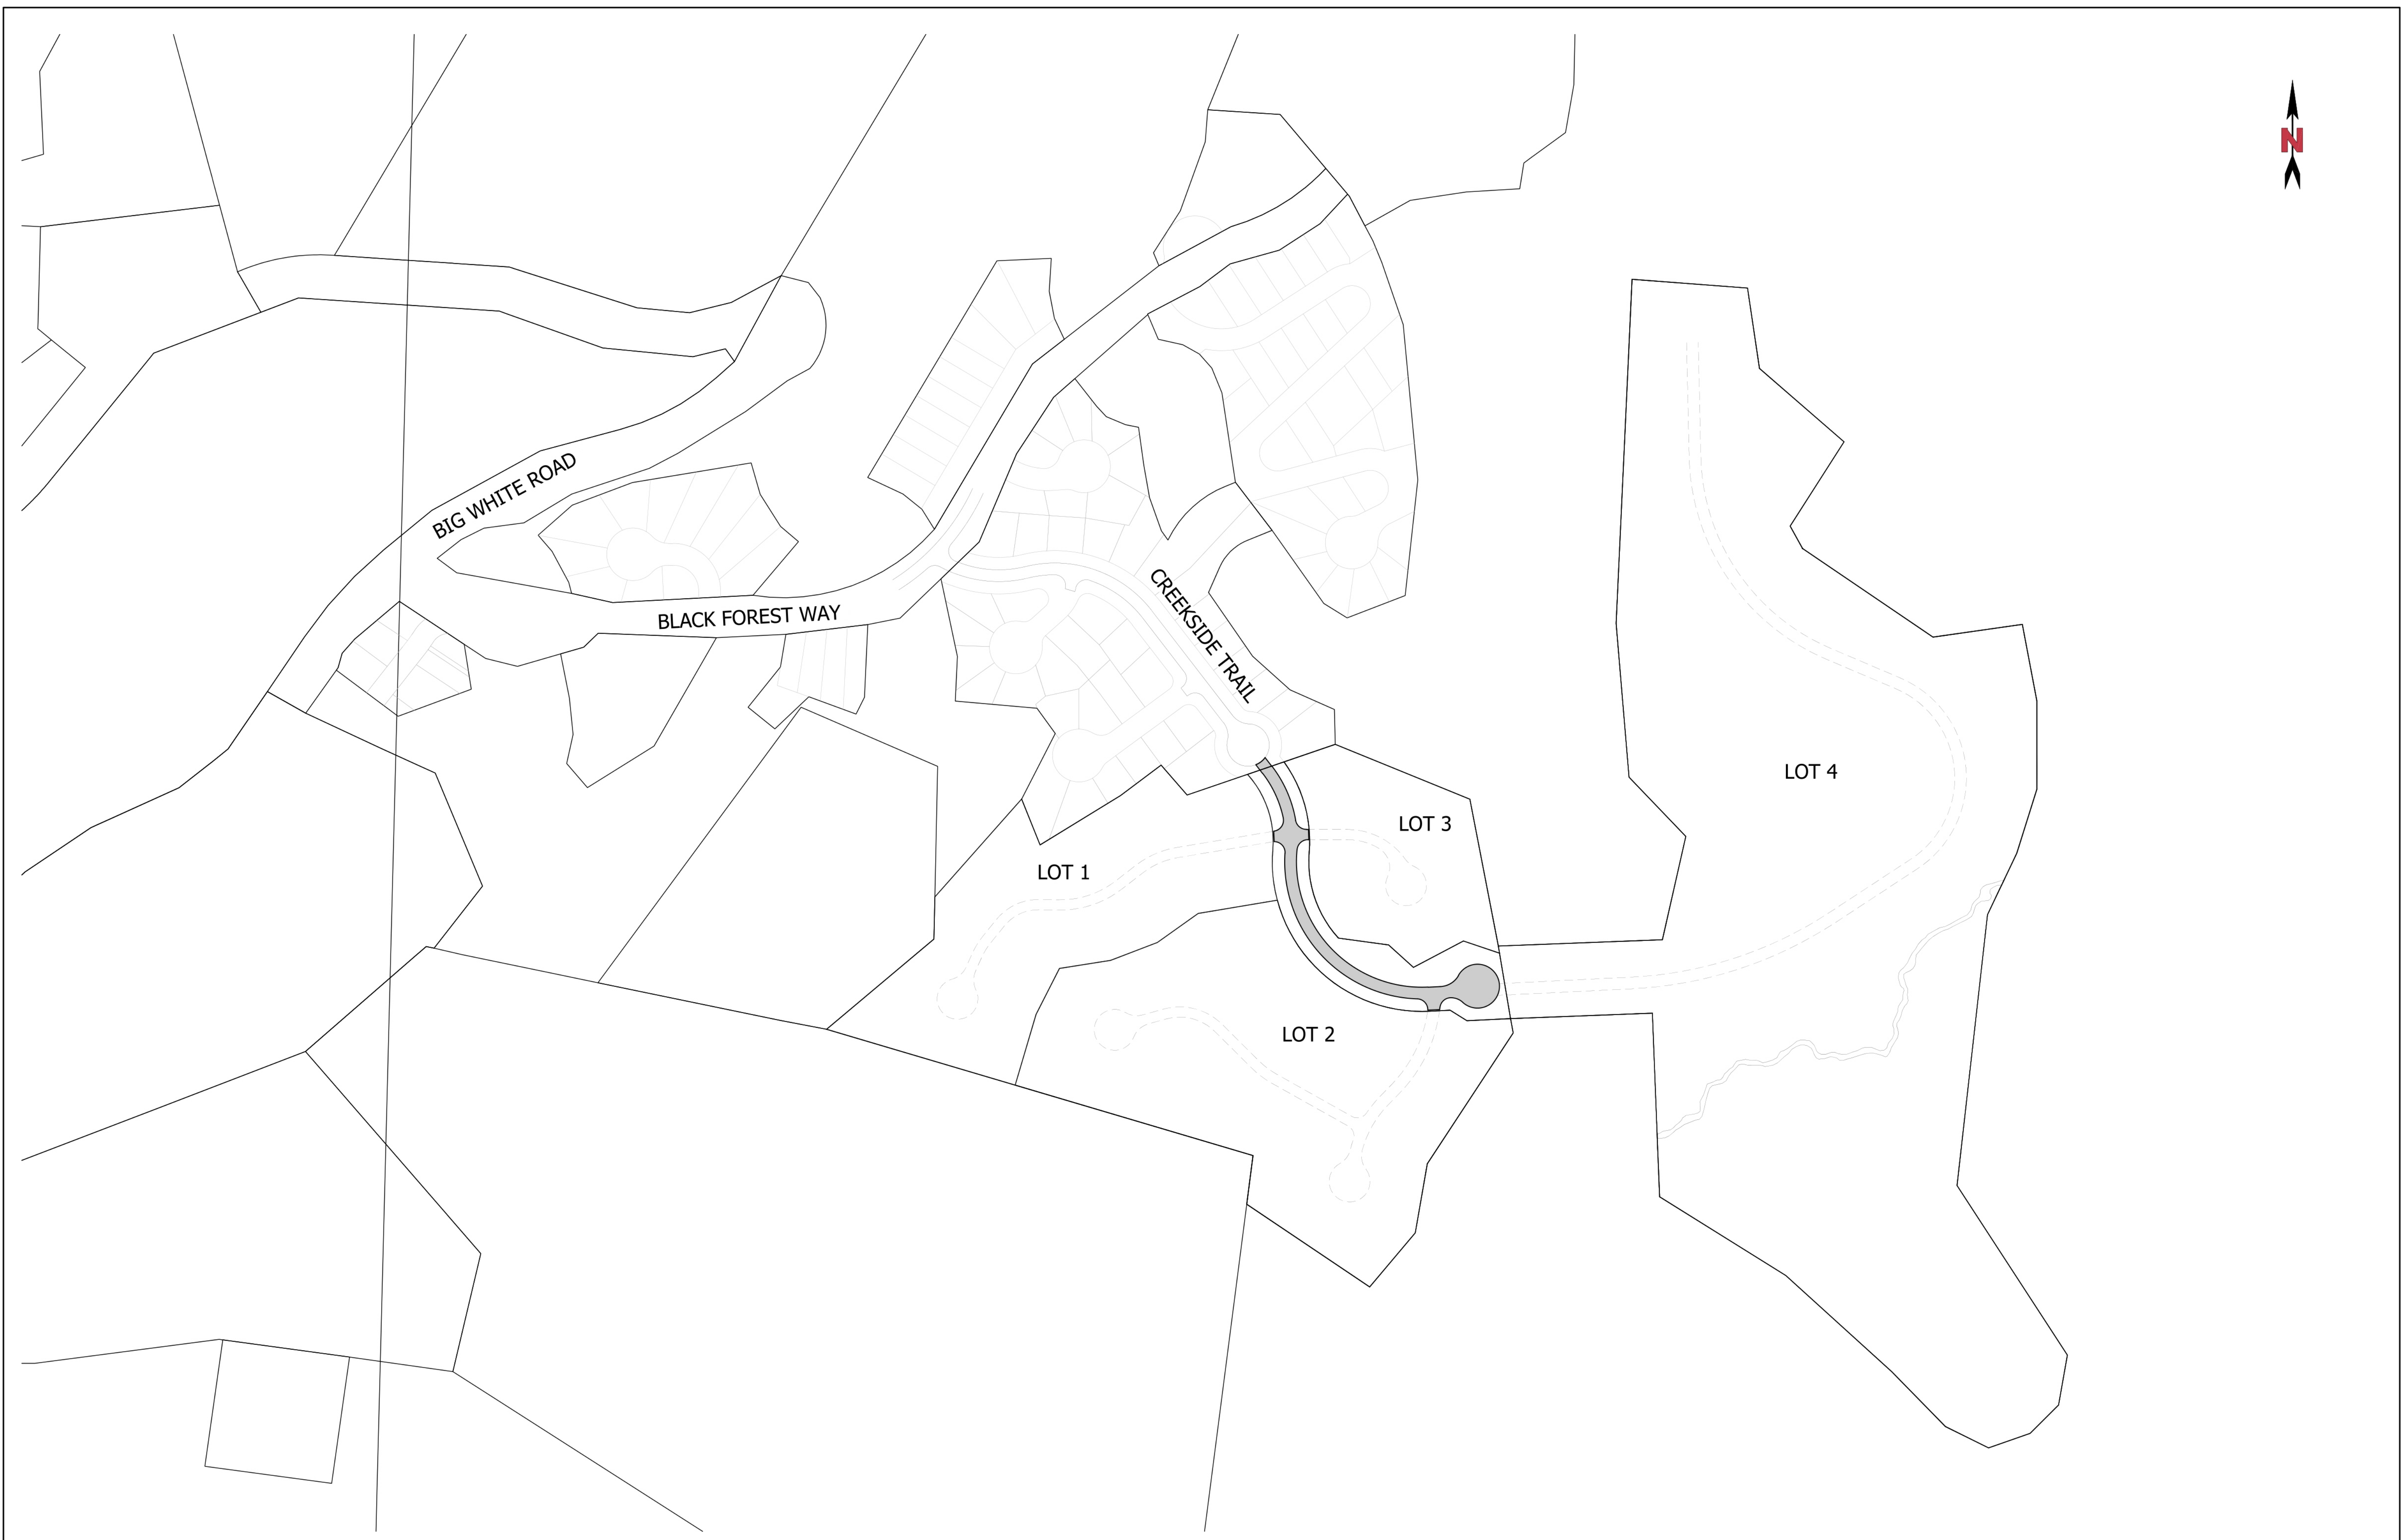 N
BIG WHITE ROAD
BLACK FOREST WAY
CREEKSIDE TRAIL
LOT 4
LOT 3
LOT 1
LOT 2